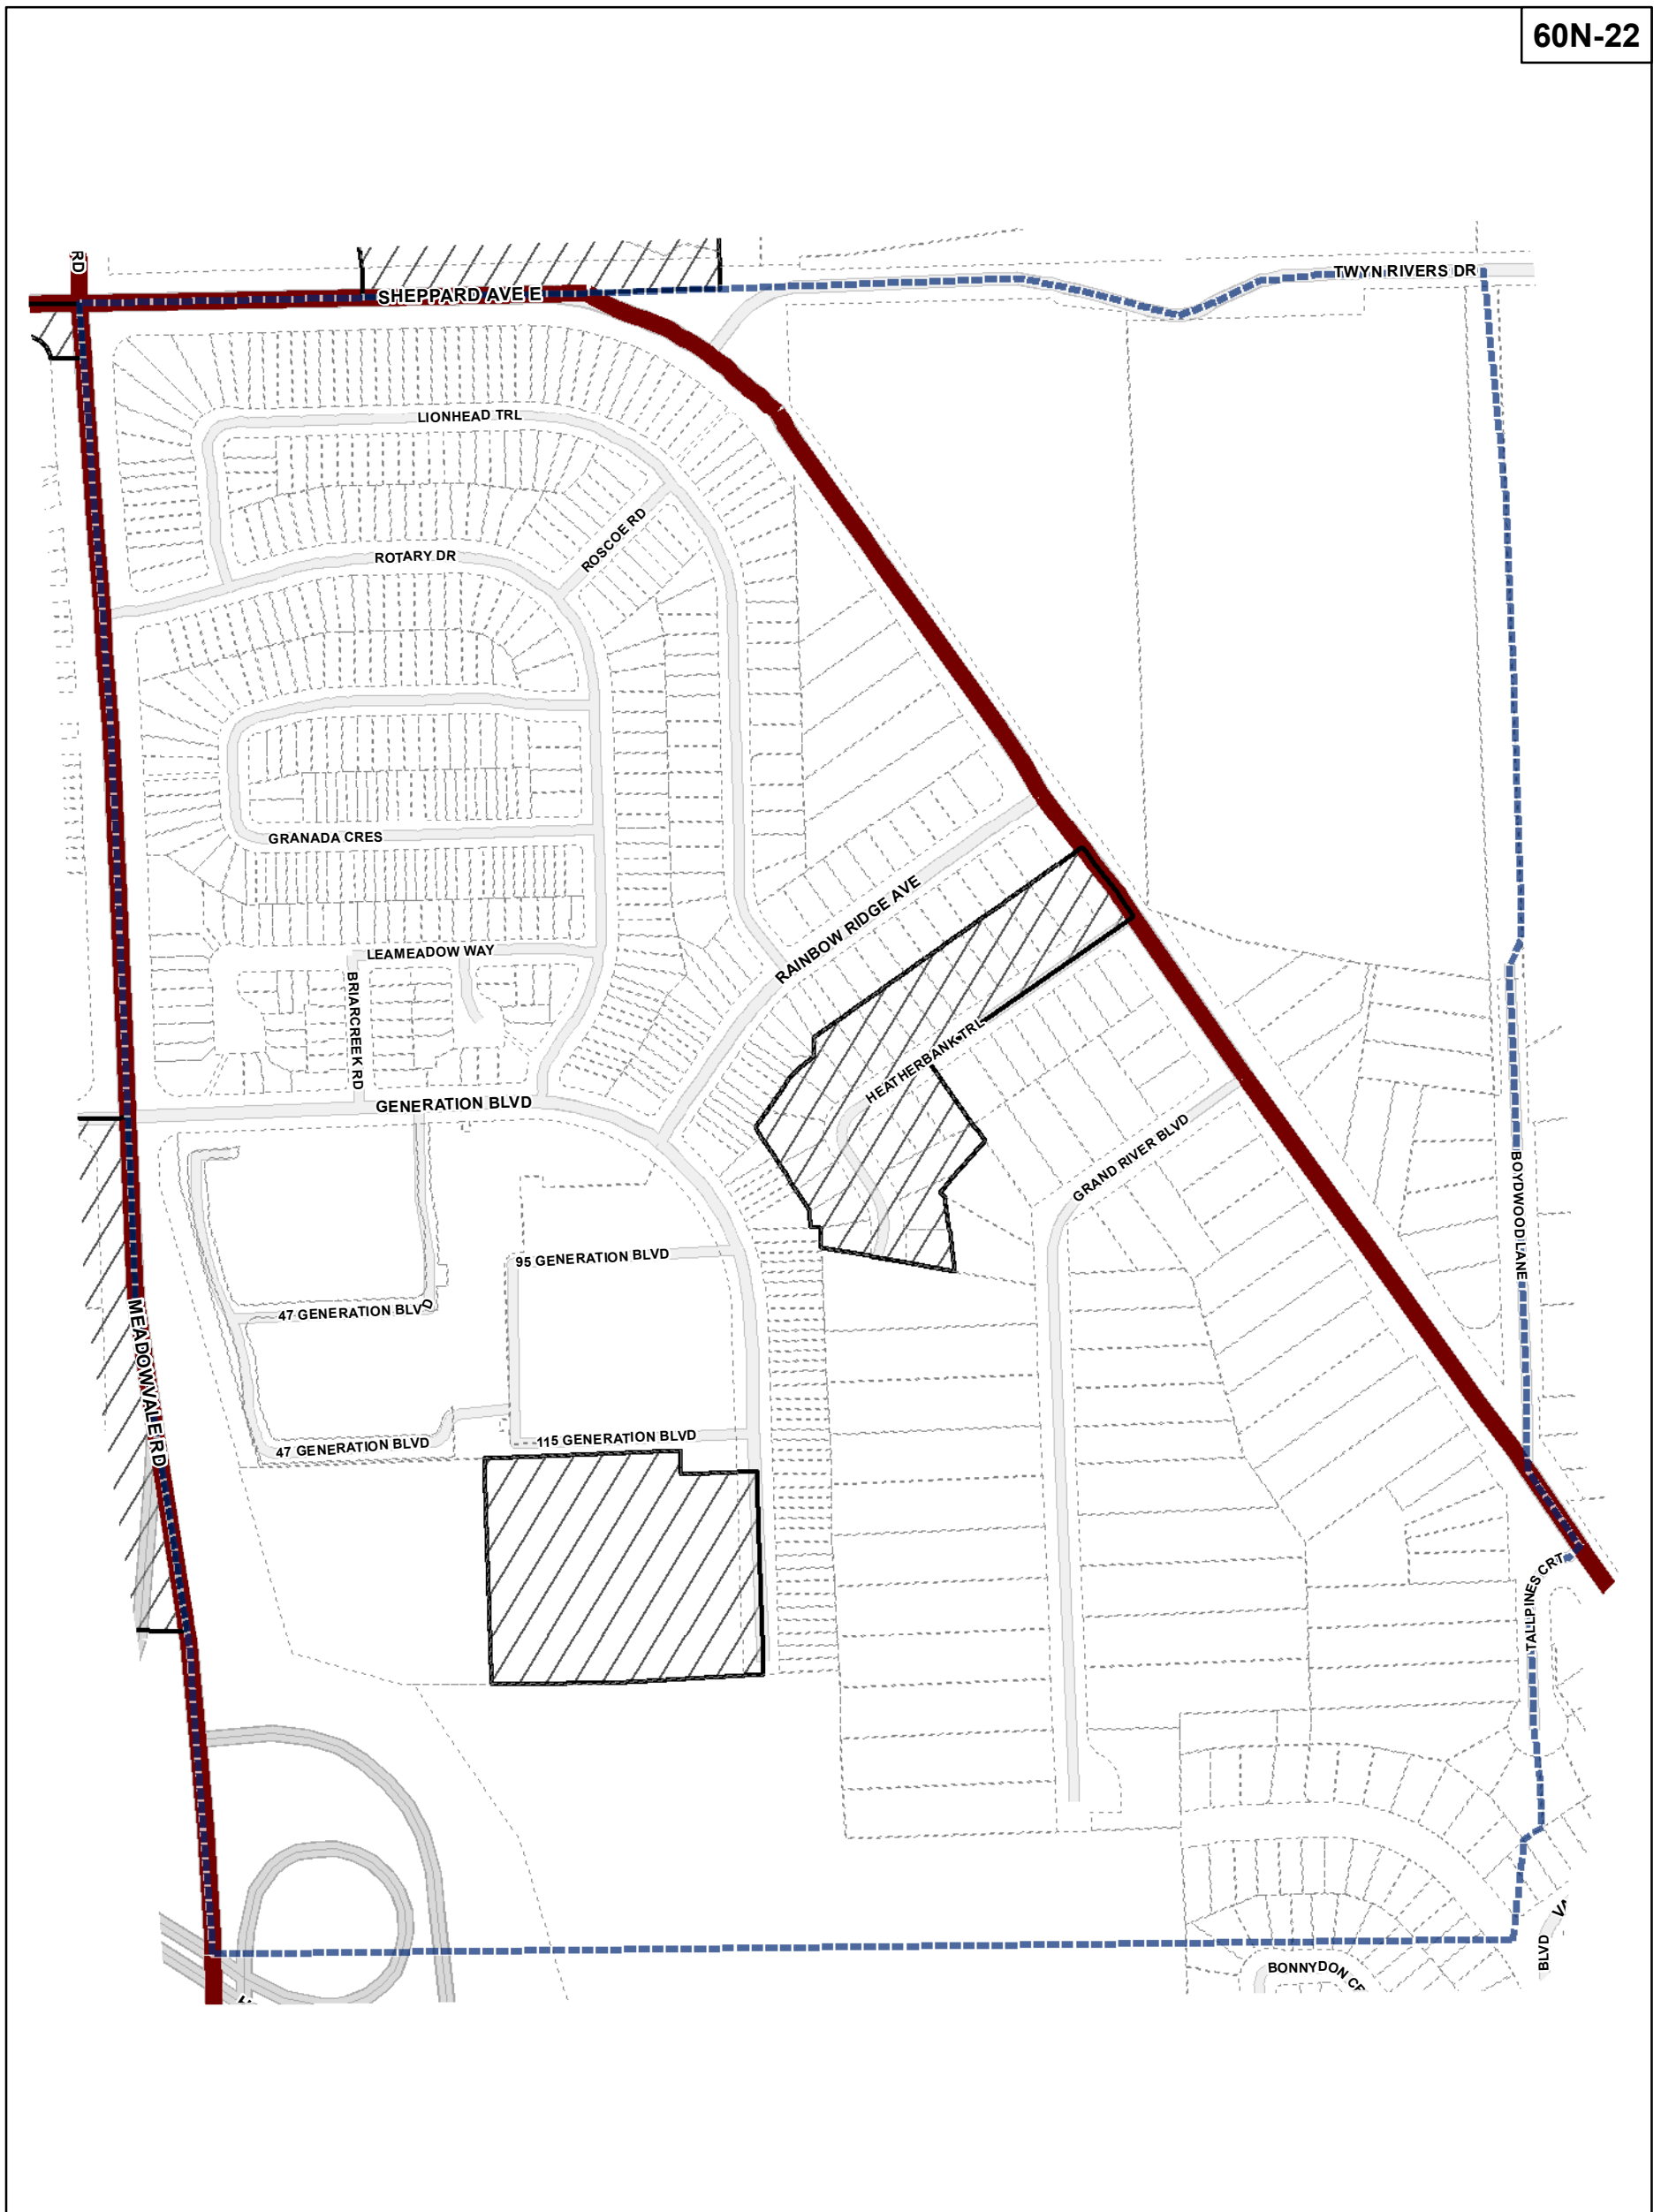 60N-22
RD
TWYN RIVERS DR
SHEPPARD AVE E
LIONHEAD TRL
ROSCOE RD
ROTARY DR
GRANADA CRES
RAINBOW RIDGE AVE
LEAMEADOW WAY
BRIARCREEK RD
HEATHERBANK TRL
GENERATION BLVD
GRAND RIVER BLVD
BOYDWOOD LANE
95 GENERATION BLVD
47 GENERATION BLVD
MEADOWVALE RD
115 GENERATION BLVD
47 GENERATION BLVD
TALLPINES CRT
BLVD
BONNYDON